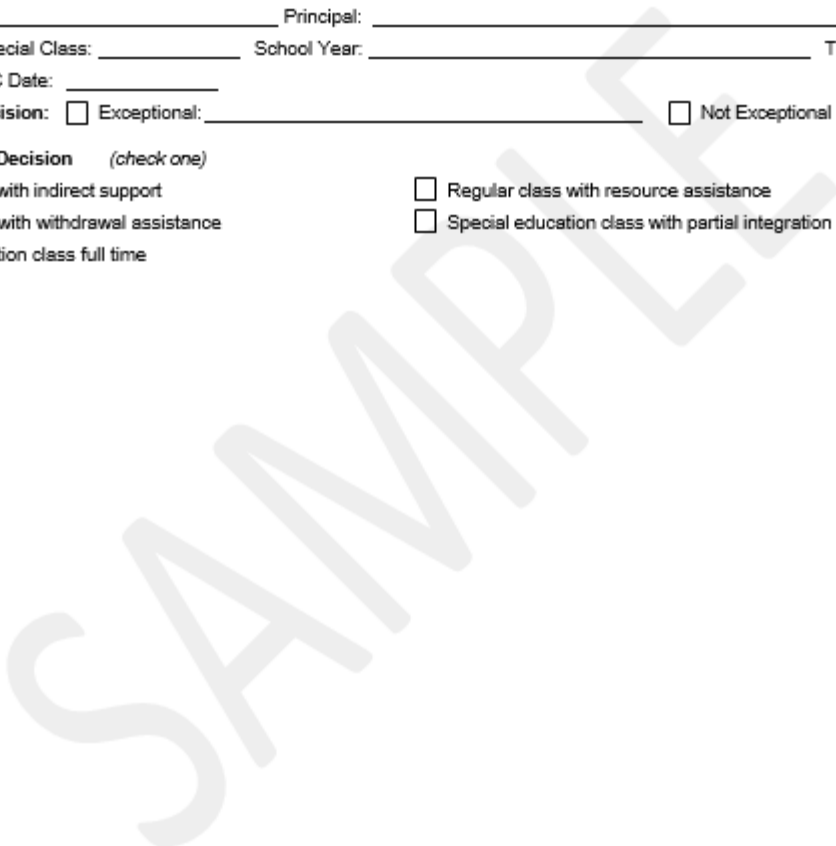 Principal:
ecial Class: School Year: T
C Date:
ision: Exceptional: Not Exceptional
Decision (check one)
with indirect support Regular class with resource assistance
with withdrawal assistance Special education class with partial integration
tion class full time
SAMPLE